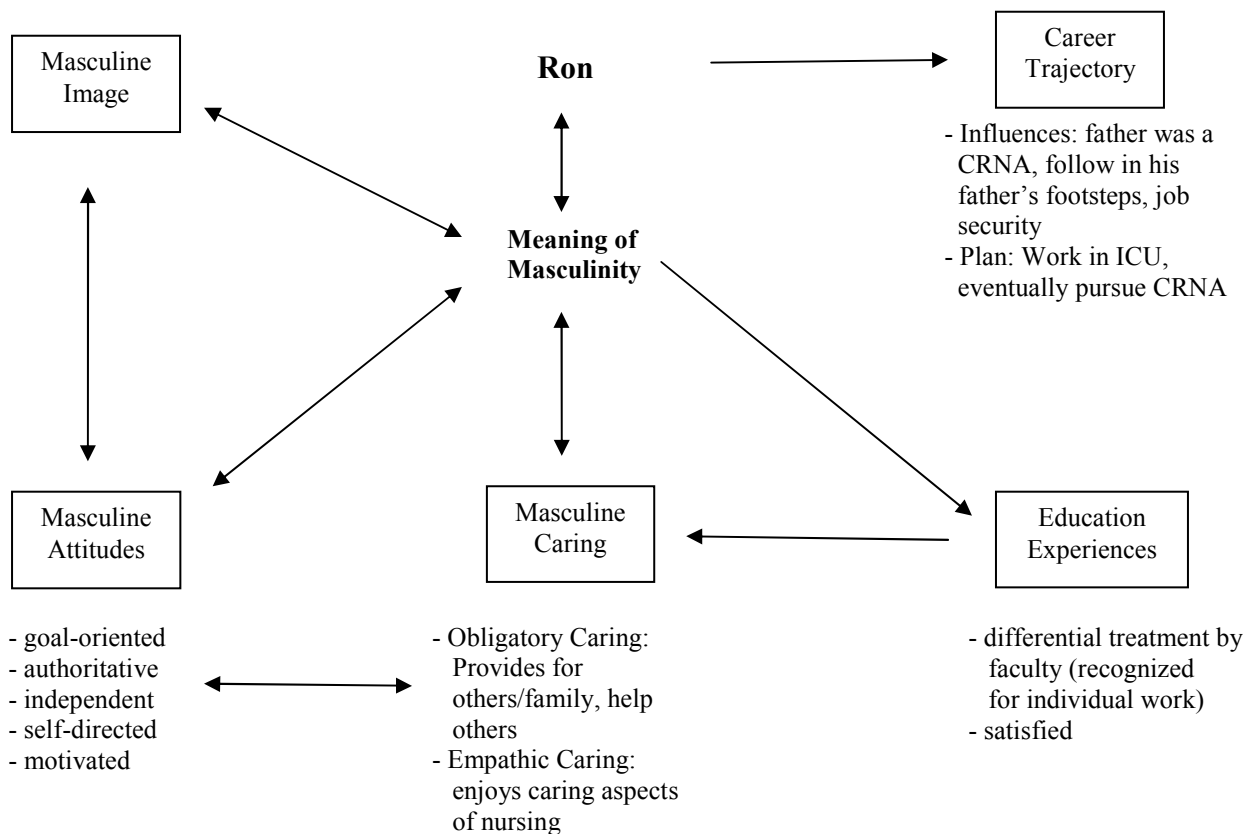 Masculine
Image
Ron
Career
Trajectory
- Influences: father was a
CRNA, follow in his
father’s footsteps, job
security
- Plan: Work in ICU,
eventually pursue CRNA
Meaning of
Masculinity
Masculine
Attitudes
- goal-oriented
- authoritative
- independent
- self-directed
- motivated
Masculine
Caring
- Obligatory Caring:
Provides for
others/family, help
others
- Empathic Caring:
enjoys caring aspects
of nursing
Education
Experiences
- differential treatment by
faculty (recognized
for individual work)
- satisfied